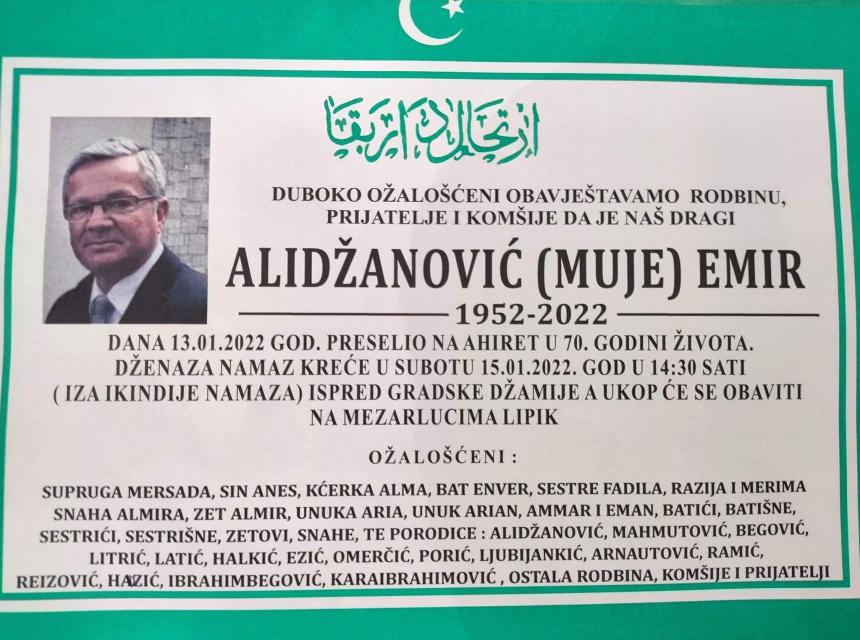 ارتحال دار بقا
DUBOKO OŽALOŠĆENI OBAVJEŠTAVAMO RODBINU,
PRIJATELJE I KOMŠIJE DA JE NAŠ DRAGI
ALIDŽANOVIĆ (MUJE) EMIR
1952-2022
DANA 13.01.2022 GOD. PRESELIO NA AHIRET U 70. GODINI ŽIVOTA.
DŽENAZA NAMAZ KREĆE U SUBOTU 15.01.2022. GOD U 14:30 SATI
( IZA IKINDIJE NAMAZA) ISPRED GRADSKE DŽAMIJE A UKOP ĆE SE OBAVITI
NA MEZARLUCIMA LIPIK
OŽALOŠĆENI :
SUPRUGA MERSADA, SIN ANES, KĆERKA ALMA, BAT ENVER, SESTRE FADILA, RAZIJA I MERIMA
SNAHA ALMIRA, ZET ALMIR, UNUKA ARIA, UNUK ARIAN, AMMAR I EMAN, BATIĆI, BATIŠNE,
SESTRIĆI, SESTRIŠNE, ZETOVI, SNAHE, TE PORODICE : ALIDŽANOVIĆ, MAHMUTOVIĆ, BEGOVIĆ,
LITRIĆ, LATIĆ, HALKIĆ, EZIĆ, OMERČIĆ, PORIĆ, LJUBIJANKIĆ, ARNAUTOVIĆ, RAMIĆ,
REIZOVIĆ, HAZIĆ, IBRAHIMBEGOVIĆ, KARAIBRAHIMOVIĆ , OSTALA RODBINA, KOMŠIJE I PRIJATELJI